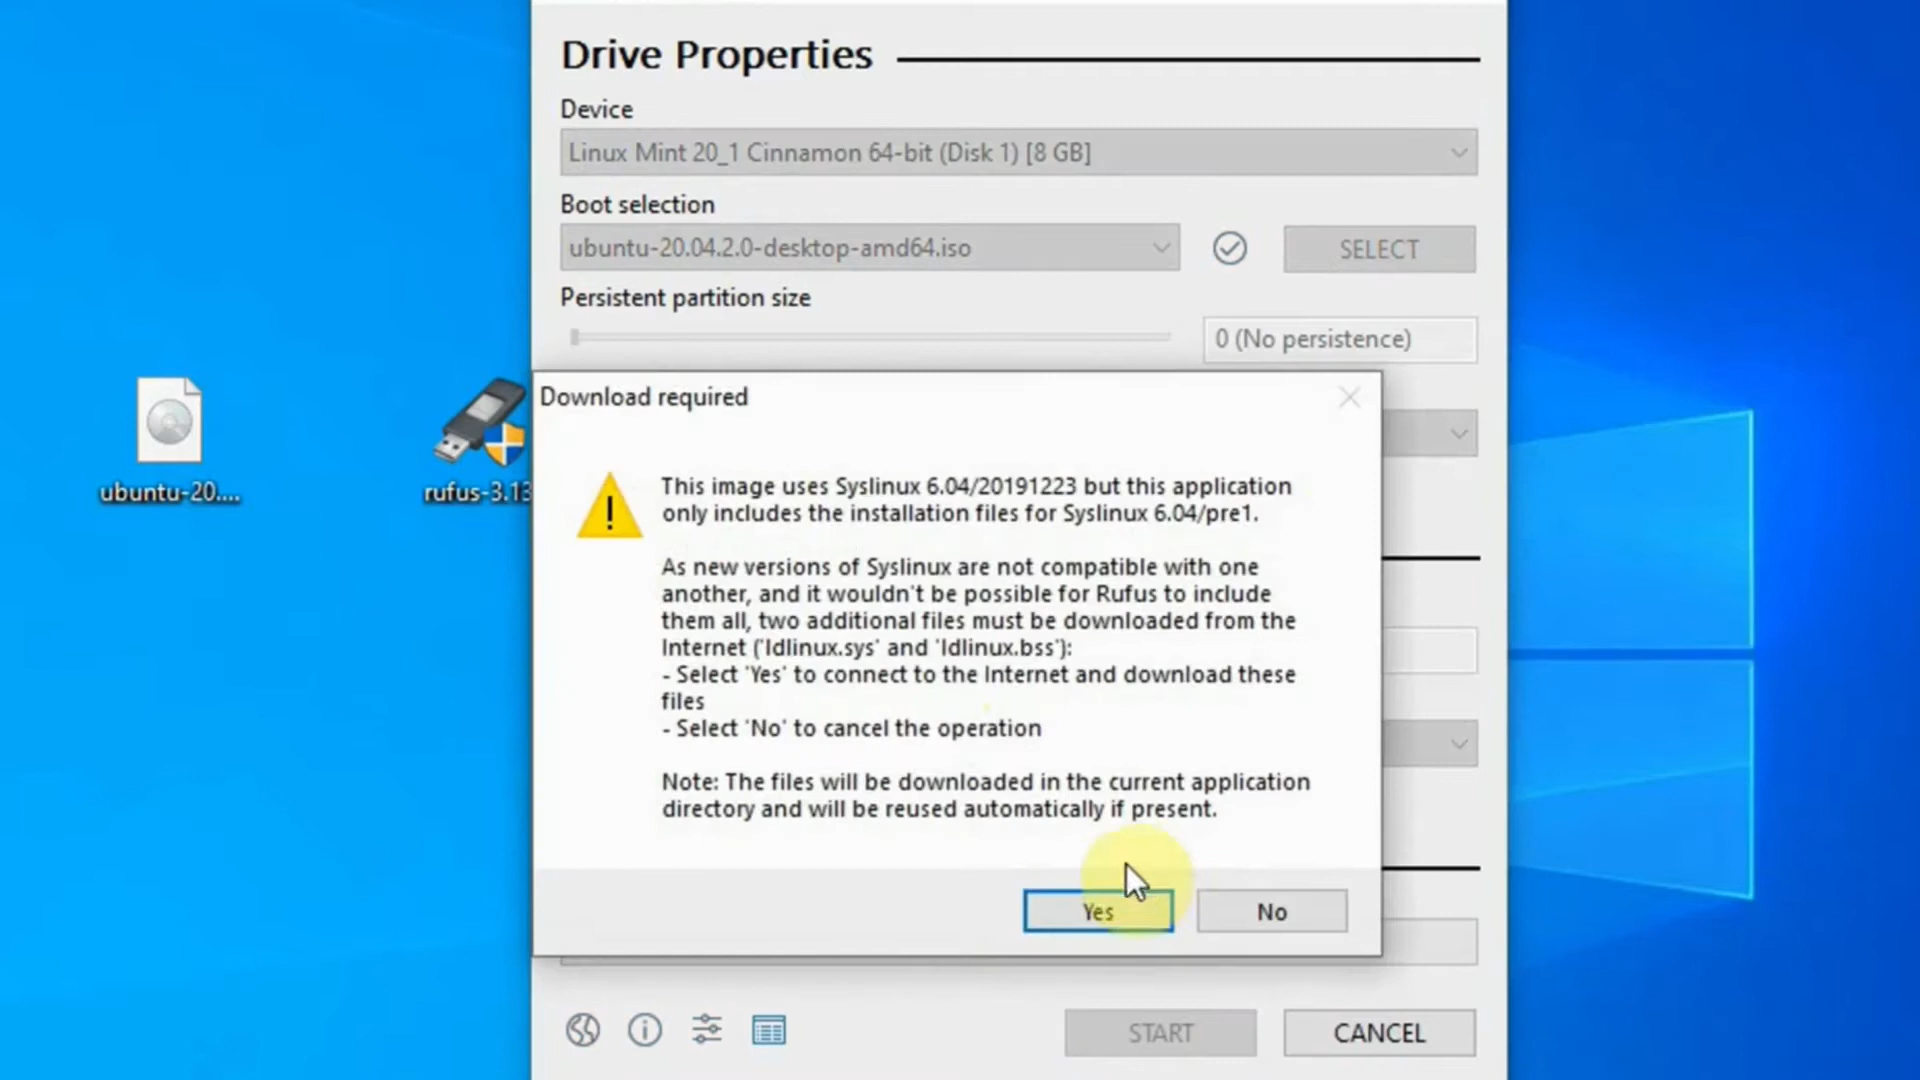 Drive Properties
Device
Linux Mint 20_1 Cinnamon 64-bit (Disk 1) [8 GB]
Boot selection
ubuntu-20.04.2.0-desktop-amd64.iso
SELECT
Persistent partition size
0 (No persistence)
Download required
This image uses Syslinux 6.04/20191223 but this application
only includes the installation files for Syslinux 6.04/pre1.
As new versions of Syslinux are not compatible with one
another, and it wouldn't be possible for Rufus to include
them all, two additional files must be downloaded from the
Internet ('ldlinux.sys' and 'ldlinux.bss'):
- Select 'Yes' to connect to the Internet and download these
files
- Select 'No' to cancel the operation
Note: The files will be downloaded in the current application
directory and will be reused automatically if present.
Yes
No
START
CANCEL
ubuntu-20....
rufus-3.13